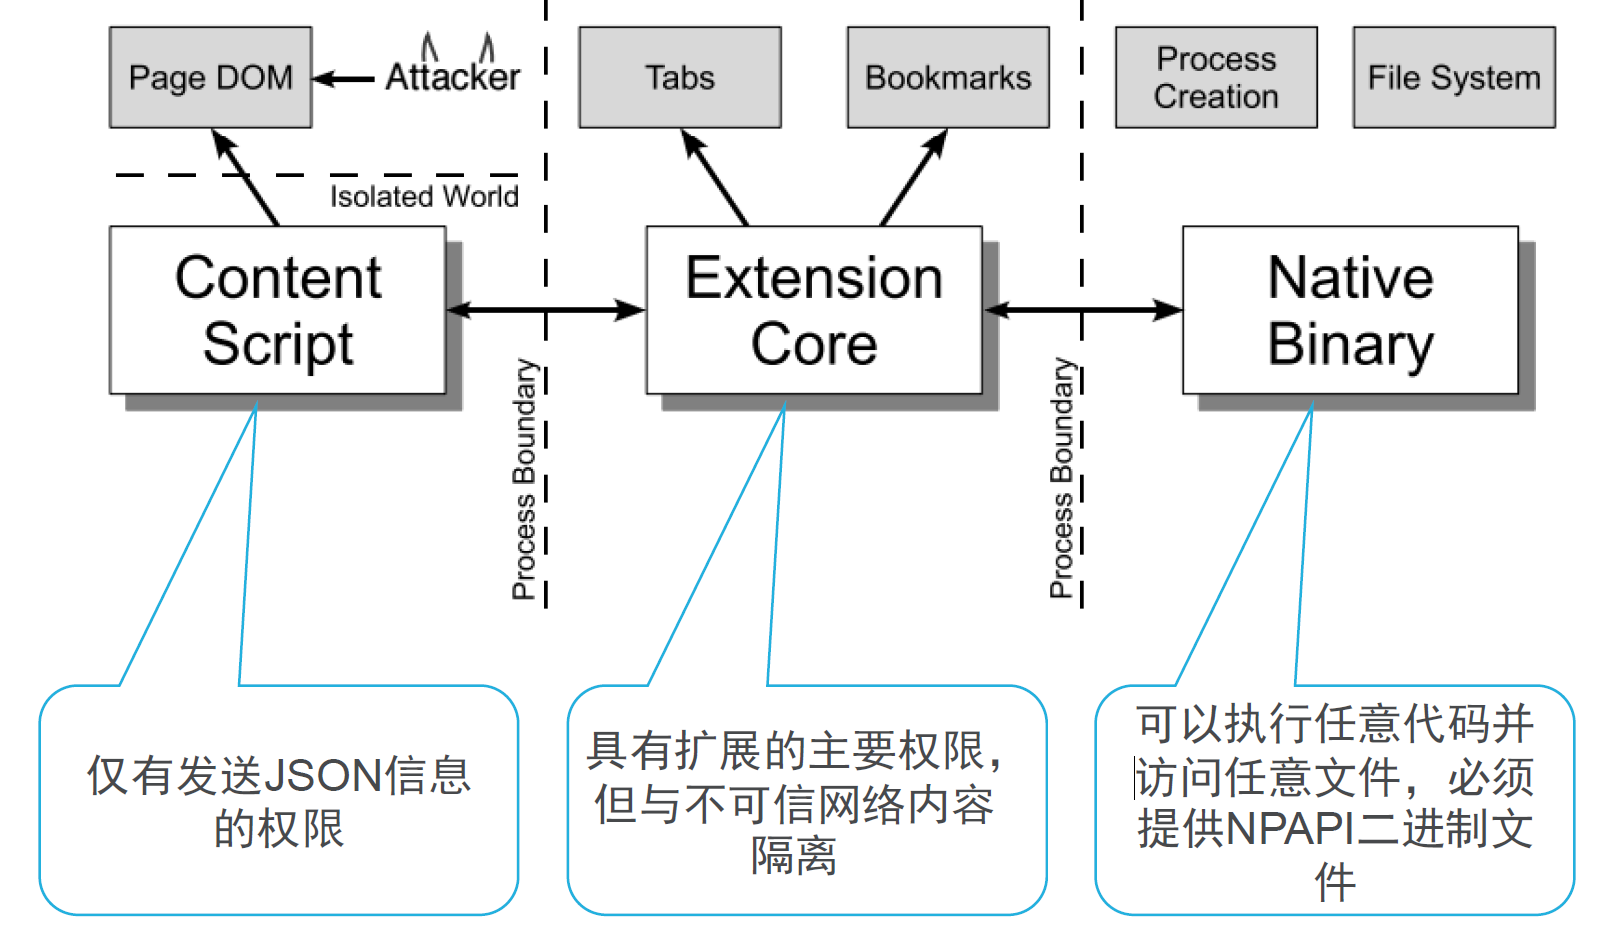 Page DOM
Attacker
Tabs
Bookmarks
Process
Creation
File System
Isolated World
Content
Script
Extension
Core
Native
Binary
Process Boundary
Process Boundary
仅有发送JSON信息
的权限
具有扩展的主要权限，
但与不可信网络内容
隔离
可以执行任意代码并
访问任意文件，必须
提供NPAPI二进制文
件